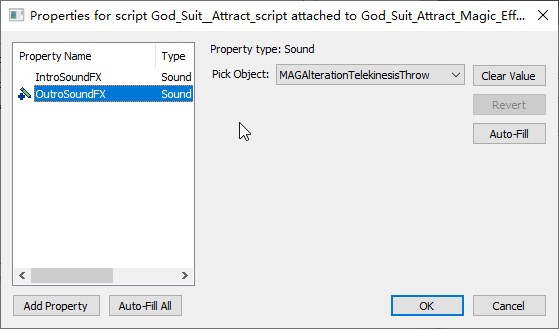 Properties for script God_Suit__Attract_script attached to God_Suit_Attract_Magic_Eff...
Property Name Type
IntroSoundFX Sound
OutroSoundFX Sound
Property type: Sound
Pick Object: MAGAlterationTelekinesisThrow
Clear Value
Revert
Auto-Fill
Add Property Auto-Fill All OK Cancel